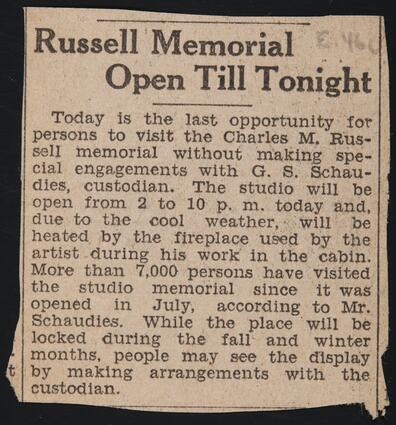 Russell Memorial
Open Till Tonight
Today is the last opportunity for
persons to visit the Charles M. Rus-
sell memorial without making spe-
cial engagements with G. S. Schau-
dies, custodian. The studio will be
open from 2 to 10 p. m. today and,
due to the cool weather, will be
heated by the fireplace used by the
artist during his work in the cabin.
More than 7,000 persons have visited
the studio memorial since it was
opened in July, according to Mr.
Schaudies. While the place will be
locked during the fall and winter
months, people may see the display
by making arrangements with the
custodian.
t